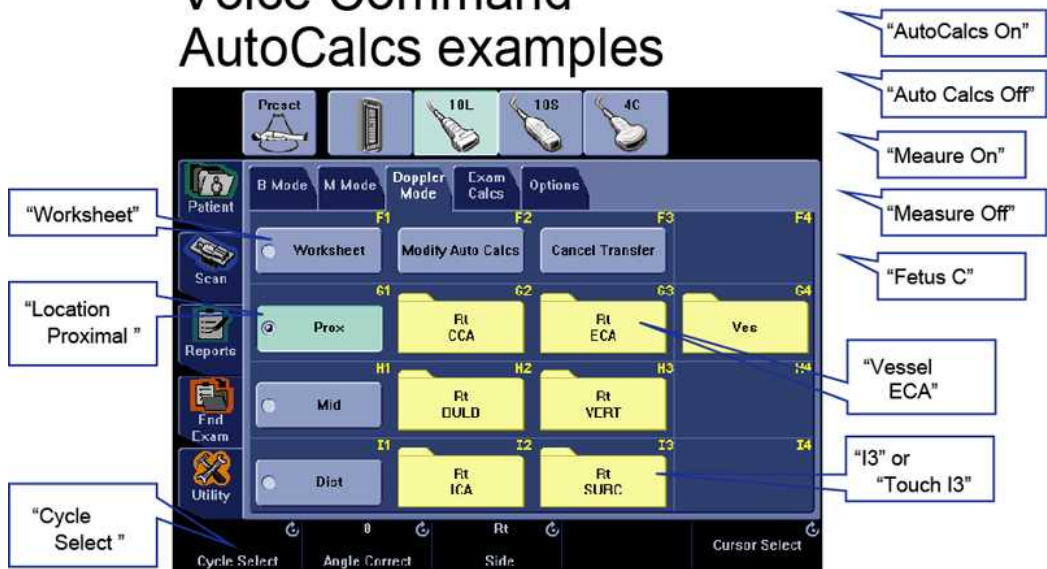 Voice Command
AutoCalcs examples
"AutoCalcs On"
"Auto Calcs Off"
"Meaure On"
"Measure Off"
"Fetus C"
Preset
10L
10S
4C
Patient
Scan
Reports
End
Exam
Utility
B Mode
M Mode
Doppler
Mode
Exam
Calcs
Options
F1
F2
F3
F4
Worksheet
Modify Auto Calcs
Cancel Transfer
G1
G2
G3
G4
Prox
Rt
CCA
Rt
ECA
Ves
H1
H2
H3
H4
Mid
Rt
BULB
Rt
VERT
I1
I2
I3
I4
Dist
Rt
ICA
Rt
SUBC
0
Rt
Cycle Select
Angle Correct
Side
Cursor Select
"Worksheet"
"Location
Proximal "
"Cycle
Select "
"Vessel
ECA"
"I3" or
"Touch I3"